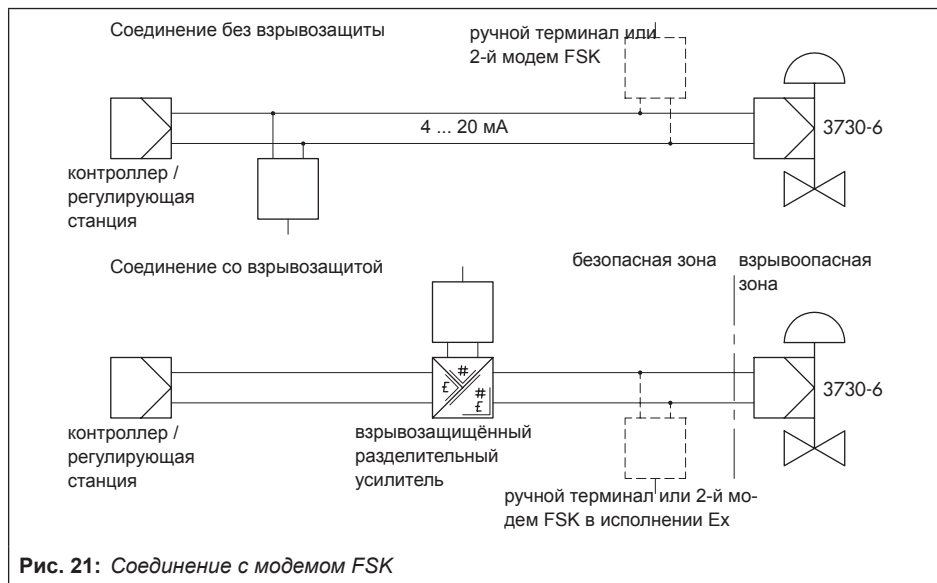 Соединение без взрывозащиты
ручной терминал или
2-й модем FSK
4 ... 20 мА
3730-6
контроллер /
регулирующая
станция
Соединение со взрывозащитой
безопасная зона
взрывоопасная
зона
3730-6
контроллер /
регулирующая
станция
взрывозащищённый
разделительный
усилитель
ручной терминал или 2-й мо-
дем FSK в исполнении Ex
Рис. 21: Соединение с модемом FSK